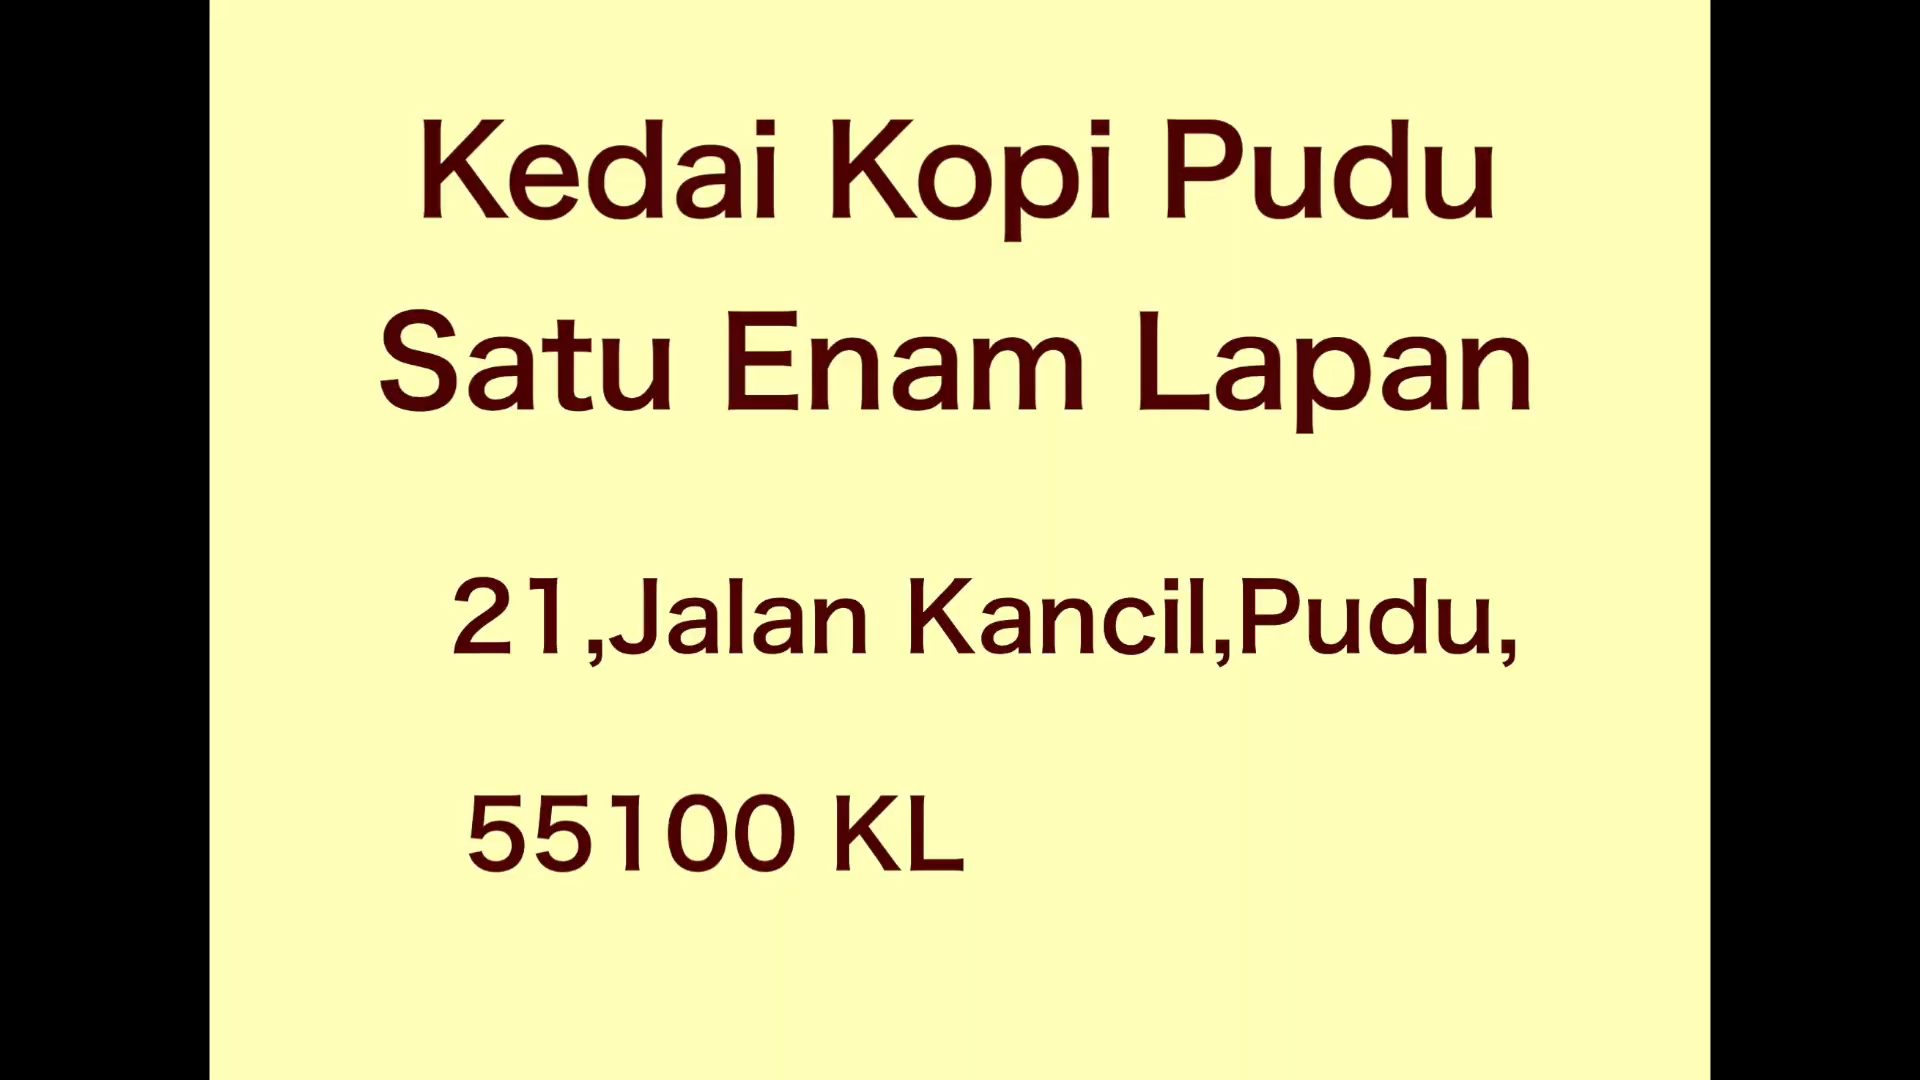 Kedai Kopi Pudu
Satu Enam Lapan
21,Jalan Kancil,Pudu,
55100 KL